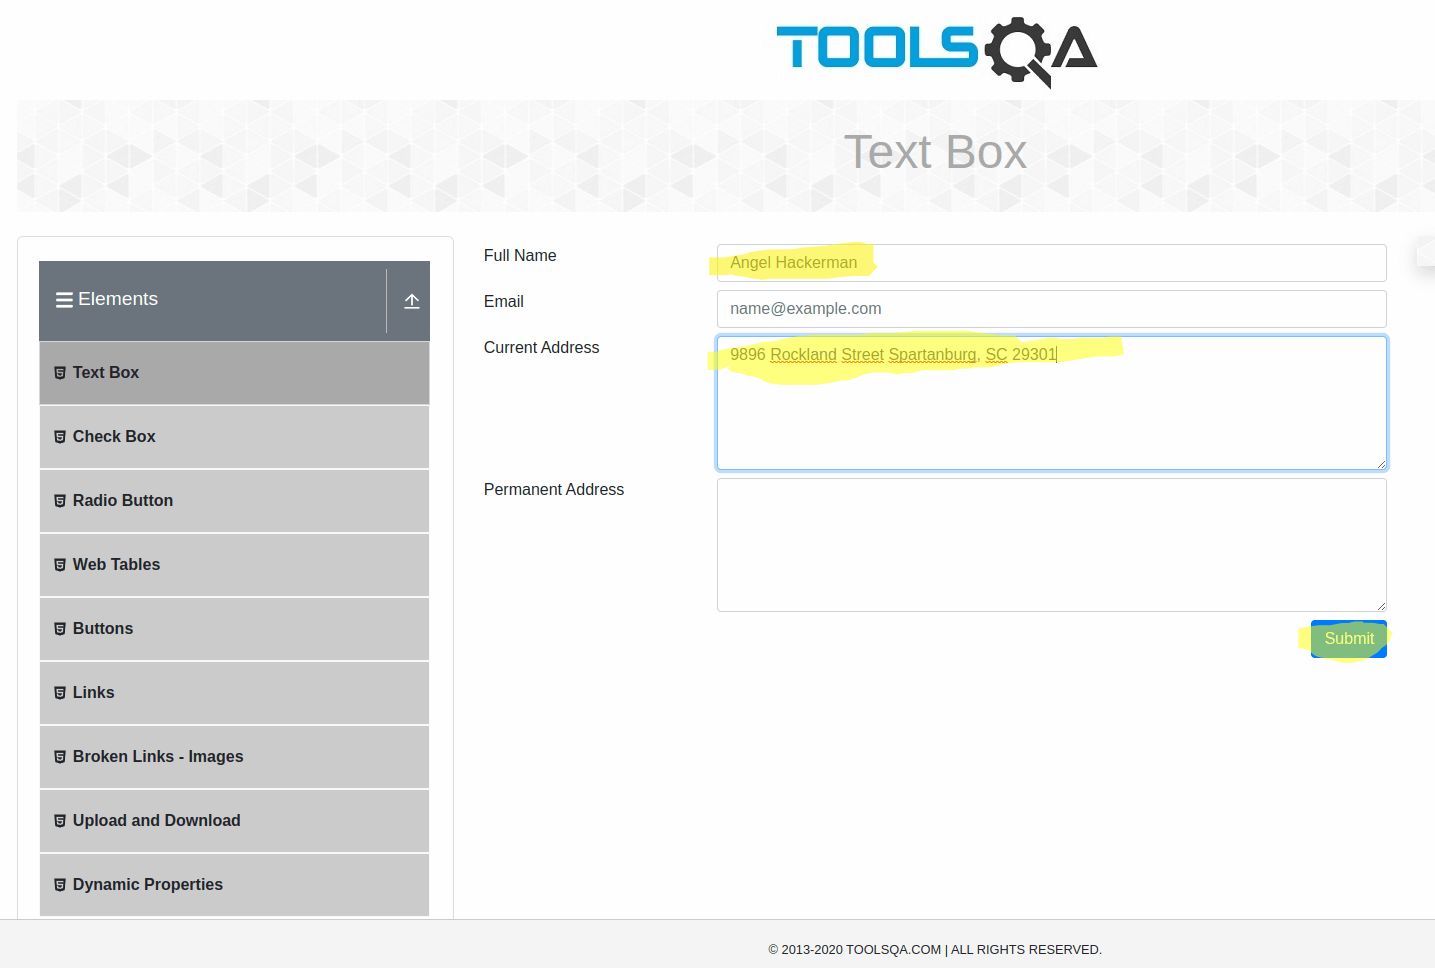 TOOLSQA
Text Box
Elements
Text Box
Check Box
Radio Button
Web Tables
Buttons
Links
Broken Links - Images
Upload and Download
Dynamic Properties
Full Name
Angel Hackerman
Email
name@example.com
Current Address
9896 Rockland Street Spartanburg, SC 29301
Permanent Address
Submit
© 2013-2020 TOOLSQA.COM | ALL RIGHTS RESERVED.